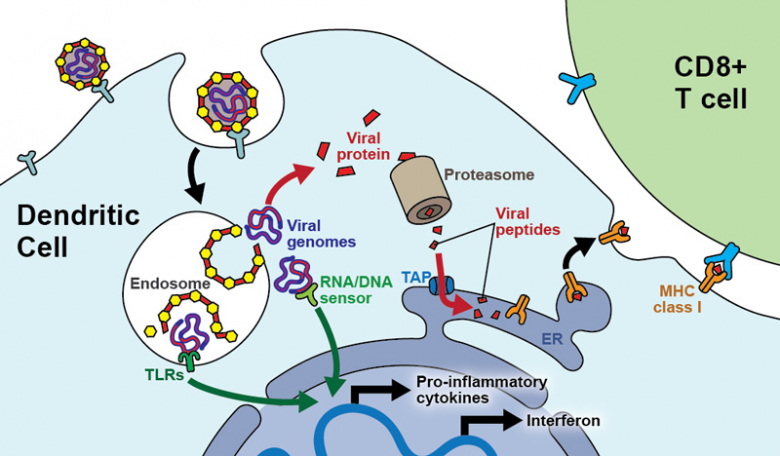 CD8+
T cell
Viral
protein
Proteasome
Dendritic
Cell
Viral
genomes
Viral
peptides
Endosome
RNA/DNA
sensor
TAP
MHC
class I
ER
TLRs
Pro-inflammatory
cytokines
Interferon